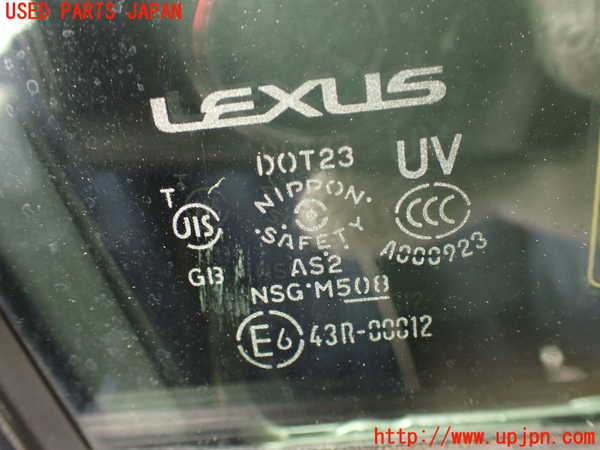 USED PARTS JAPAN
LEXUS
DOT23
UV
T
JIS
G13
NIPPON
SAFETY
CCC
A000923
AS2
NSG·M508
E6 43R-00012
http://www.upjpn.com/